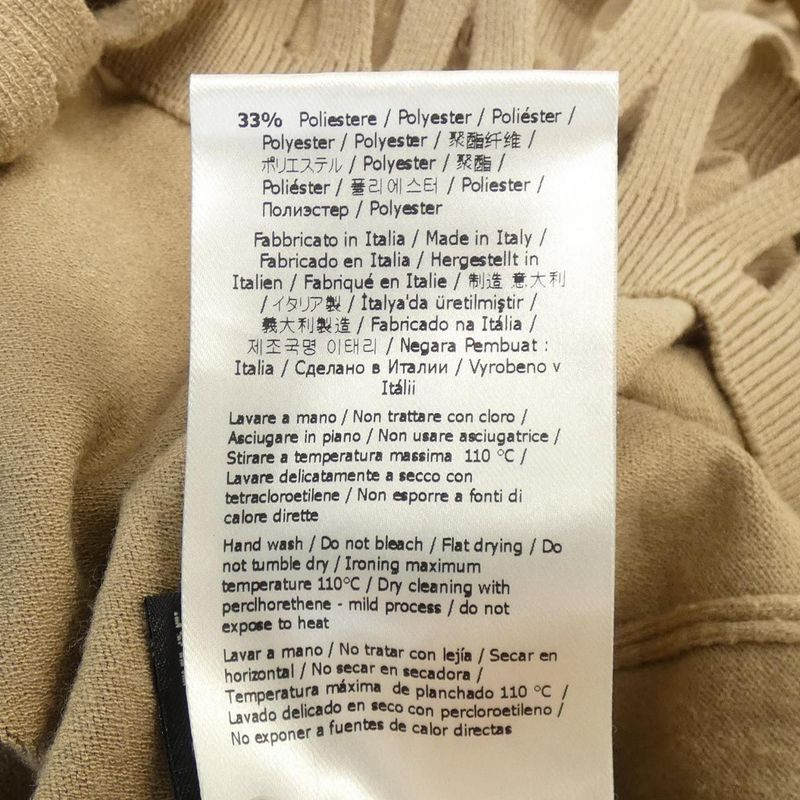 33% Poliestere / Polyester / Poliéster /
Polyester / Polyester / 聚酯纤维 /
ポリエステル / Polyester / 聚酯 /
Poliéster / 폴리에스터 / Poliester /
Полиэстер / Polyester
Fabbricato in Italia / Made in Italy /
Fabricado en Italia / Hergestellt in
Italien / Fabriqué en Italie / 制造 意大利
/ イタリア製 / İtalya'da üretilmiştir /
義大利製造 / Fabricado na Itália /
제조국명 이태리 / Negara Pembuat :
Italia / Сделано в Италии / Vyrobeno v
Itálii
Lavare a mano / Non trattare con cloro /
Asciugare in piano / Non usare asciugatrice /
Stirare a temperatura massima 110 °C /
Lavare delicatamente a secco con
tetracloroetilene / Non esporre a fonti di
calore dirette
Hand wash / Do not bleach / Flat drying / Do
not tumble dry / Ironing maximum
temperature 110°C / Dry cleaning with
perclhorethene - mild process / do not
expose to heat
Lavar a mano / No tratar con lejía / Secar en
horizontal / No secar en secadora /
Temperatura máxima de planchado 110 °C /
Lavado delicado en seco con percloroetileno /
No exponer a fuentes de calor directas